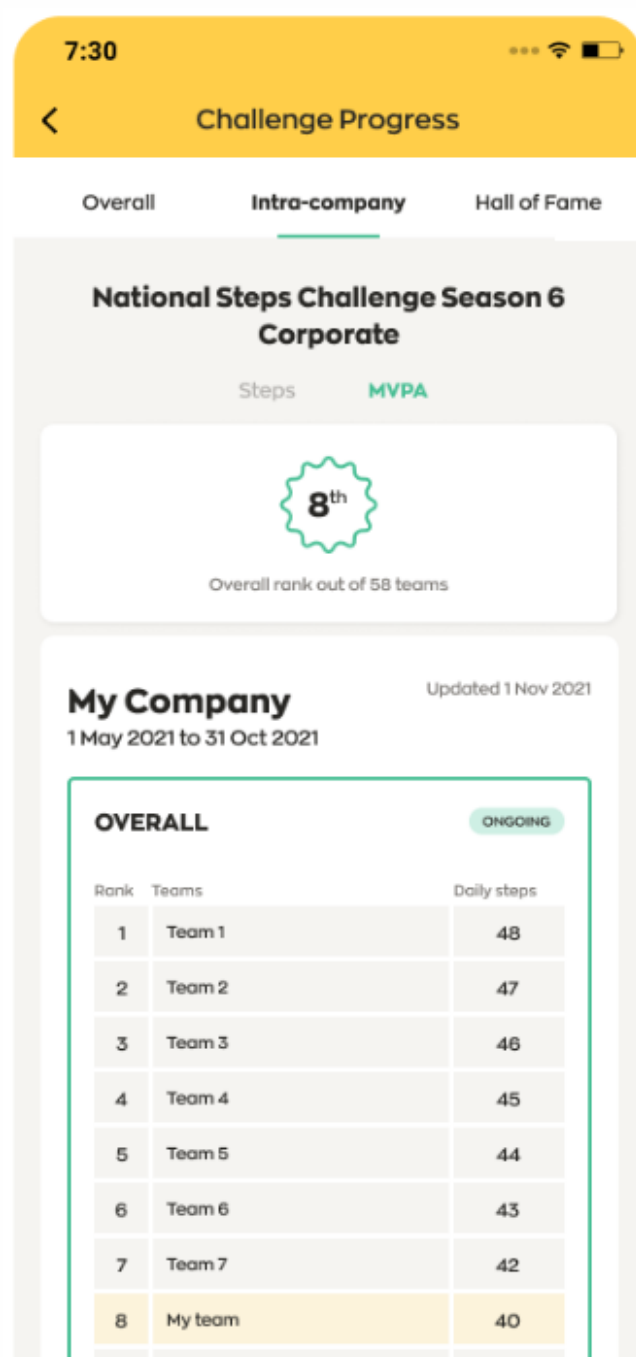 7:30
Challenge Progress
Overall Intra-company Hall of Fame
National Steps Challenge Season 6
Corporate
Steps MVPA
8th
Overall rank out of 58 teams
My Company Updated 1 Nov 2021
1 May 2021 to 31 Oct 2021
OVERALL ONGOING
Rank Teams Daily steps
1 Team 1 48
2 Team 2 47
3 Team 3 46
4 Team 4 45
5 Team 5 44
6 Team 6 43
7 Team 7 42
8 My team 40